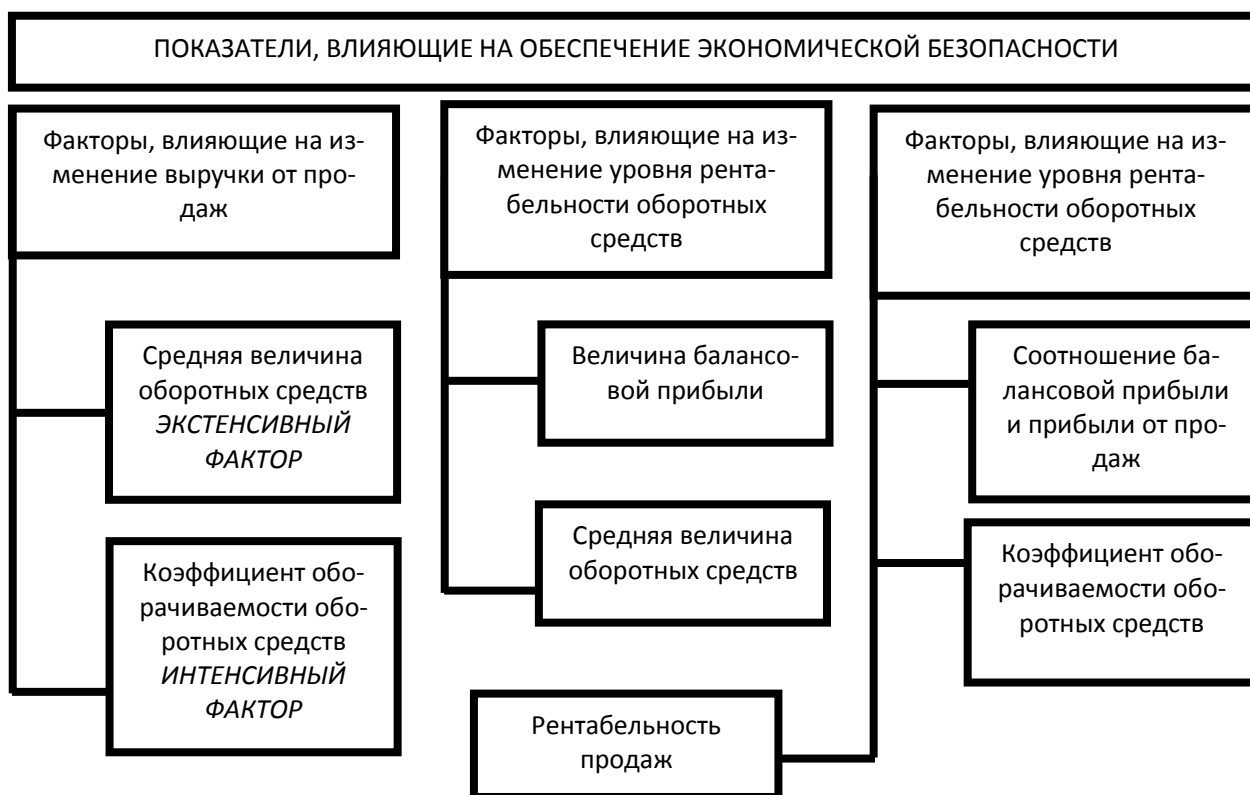 ПОКАЗАТЕЛИ, ВЛИЯЮЩИЕ НА ОБЕСПЕЧЕНИЕ ЭКОНОМИЧЕСКОЙ БЕЗОПАСНОСТИ
Факторы, влияющие на из-
менение выручки от про-
даж
Средняя величина
оборотных средств
ЭКСТЕНСИВНЫЙ
ФАКТОР
Коэффициент обо-
рачиваемости обо-
ротных средств
ИНТЕНСИВНЫЙ
ФАКТОР
Факторы, влияющие на из-
менение уровня рента-
бельности оборотных
средств
Величина балансо-
вой прибыли
Средняя величина
оборотных средств
Факторы, влияющие на из-
менение уровня рента-
бельности оборотных
средств
Соотношение ба-
лансовой прибыли
и прибыли от про-
даж
Коэффициент обо-
рачиваемости обо-
ротных средств
Рентабельность
продаж